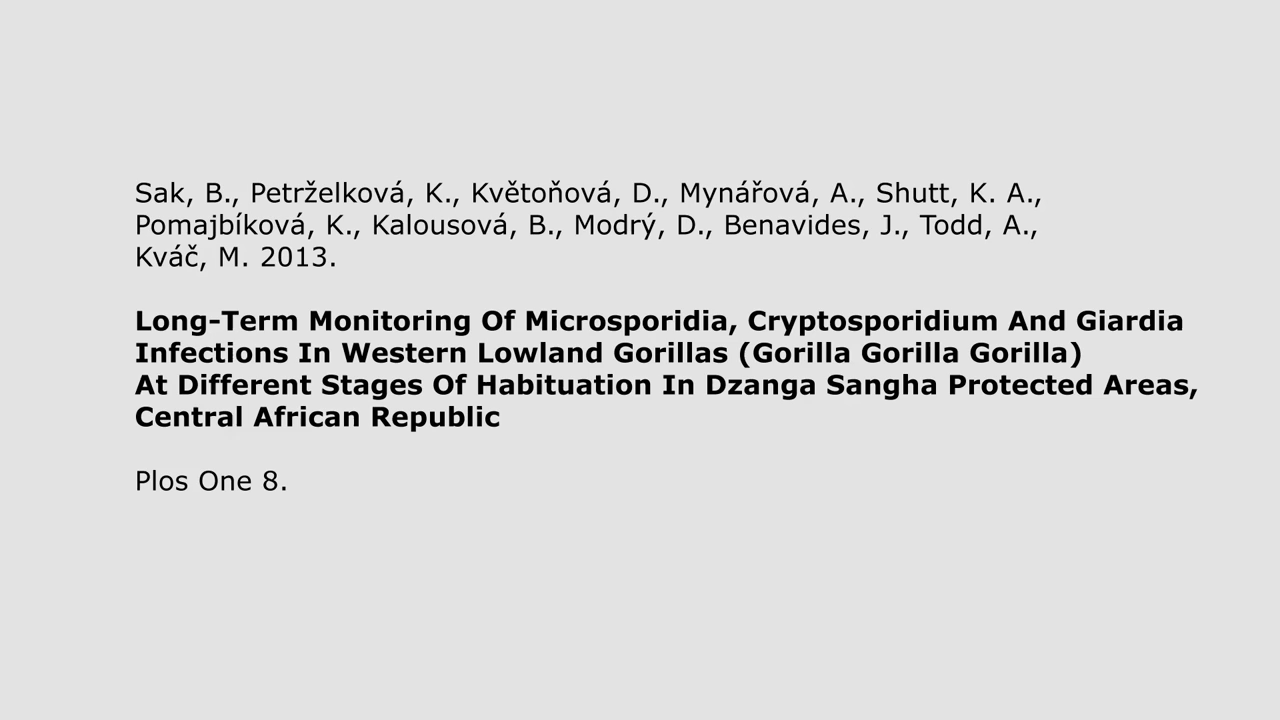 Sak, B., Petrželková, K., Květoňová, D., Mynářová, A., Shutt, K. A.,
Pomajbíková, K., Kalousová, B., Modrý, D., Benavides, J., Todd, A.,
Kváč, M. 2013.
Long-Term Monitoring Of Microsporidia, Cryptosporidium And Giardia
Infections In Western Lowland Gorillas (Gorilla Gorilla Gorilla)
At Different Stages Of Habituation In Dzanga Sangha Protected Areas,
Central African Republic
Plos One 8.